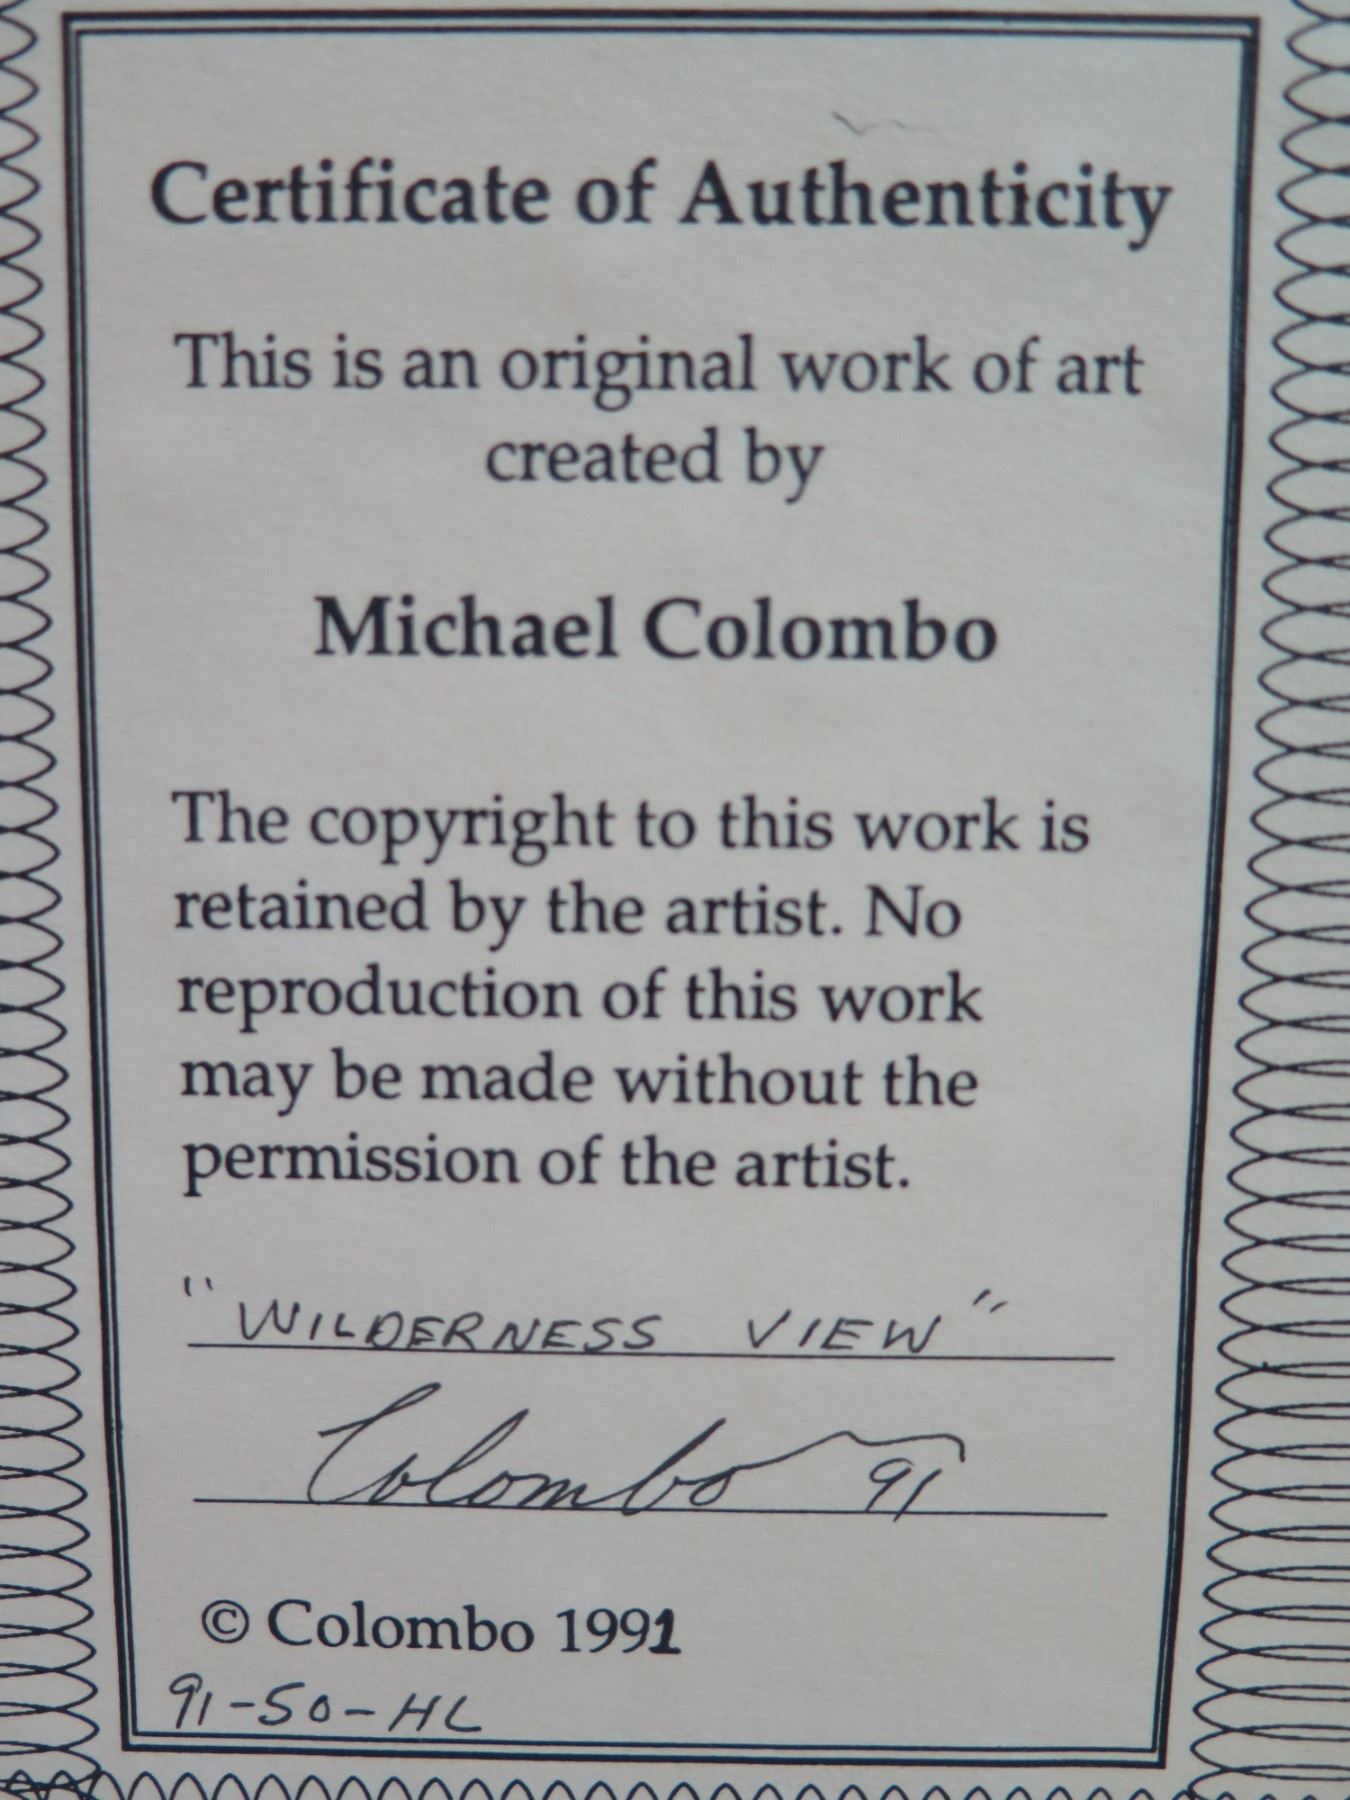 Certificate of Authenticity
This is an original work of art
created by
Michael Colombo
The copyright to this work is
retained by the artist. No
reproduction of this work
may be made without the
permission of the artist.
"WILDERNESS VIEW"
Colombo 91
© Colombo 1991
91-50-HL